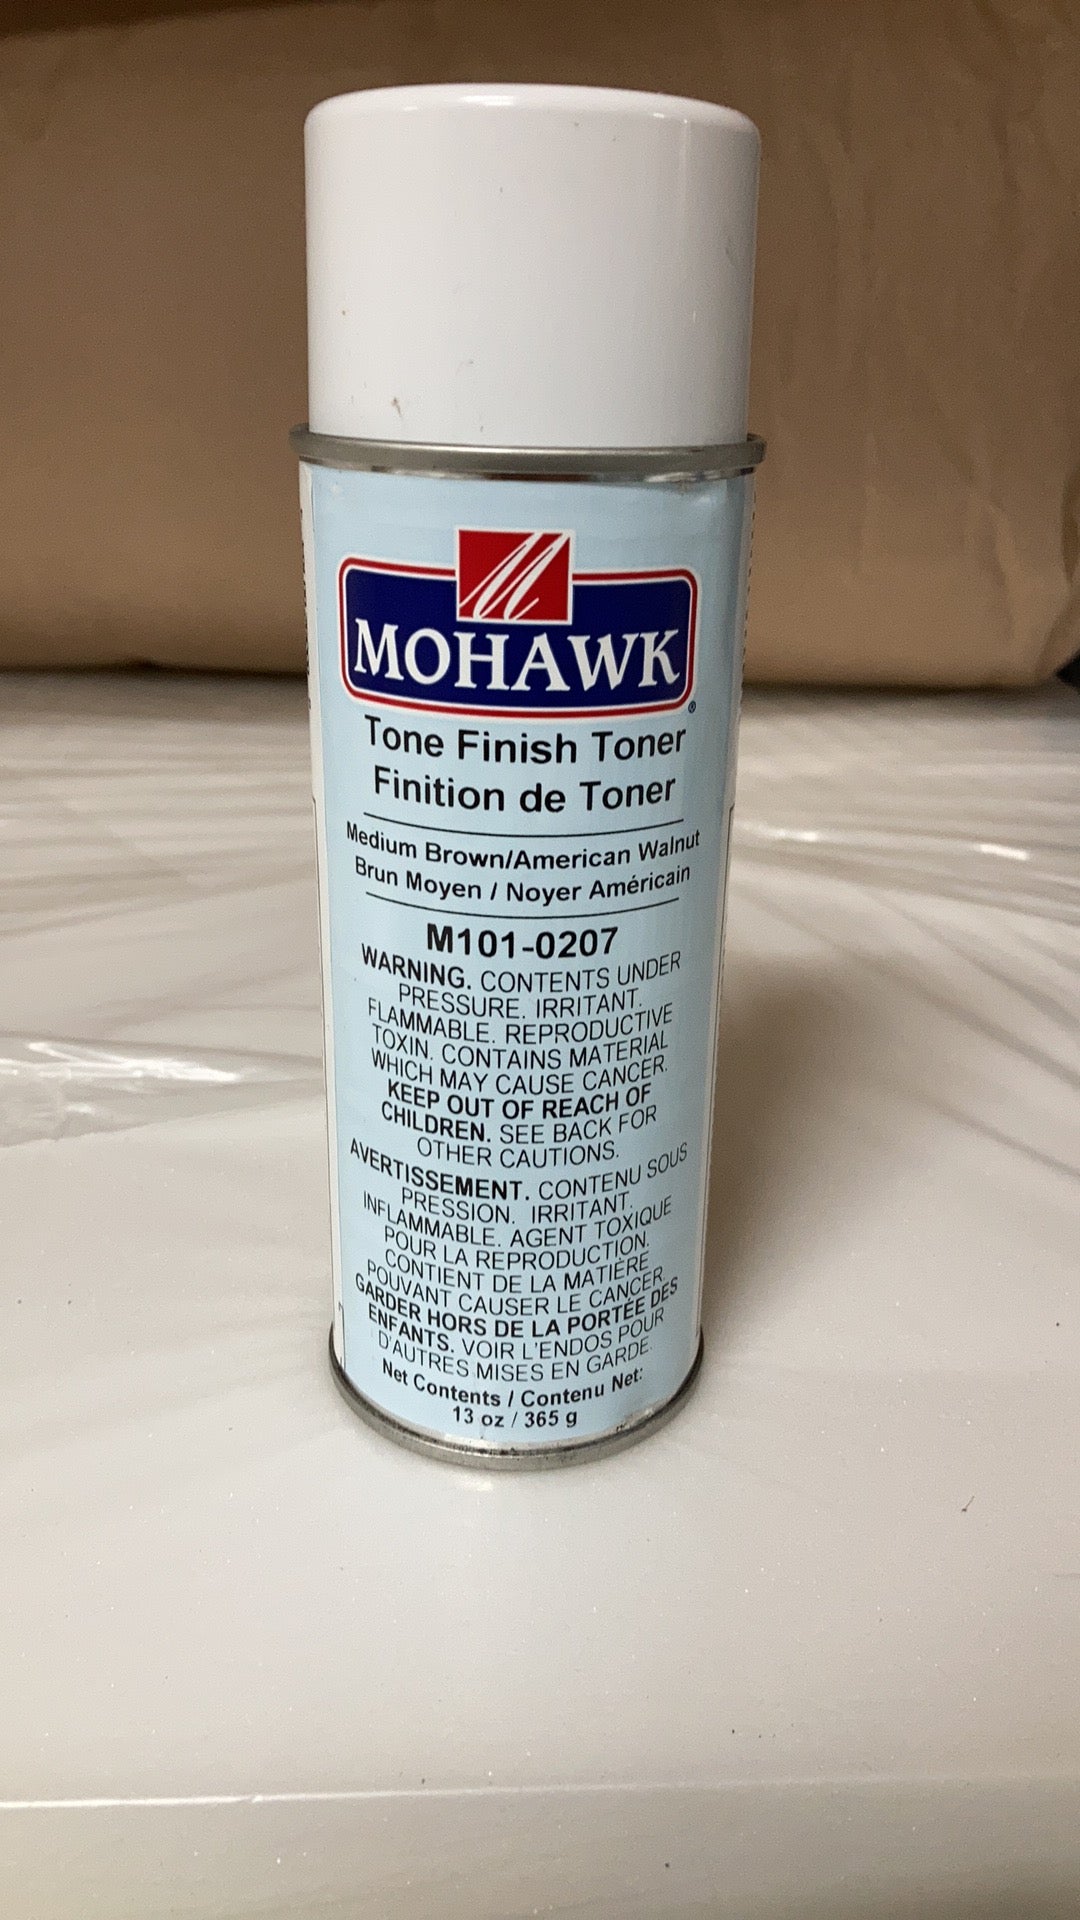 M
MOHAWK®
Tone Finish Toner
Finition de Toner
Medium Brown/American Walnut
Brun Moyen / Noyer Américain
M101-0207
WARNING. CONTENTS UNDER
PRESSURE. IRRITANT.
FLAMMABLE. REPRODUCTIVE
TOXIN. CONTAINS MATERIAL
WHICH MAY CAUSE CANCER.
KEEP OUT OF REACH OF
CHILDREN. SEE BACK FOR
OTHER CAUTIONS.
AVERTISSEMENT. CONTENU SOUS
PRESSION. IRRITANT.
INFLAMMABLE. AGENT TOXIQUE
POUR LA REPRODUCTION.
CONTIENT DE LA MATIÈRE
POUVANT CAUSER LE CANCER.
GARDER HORS DE LA PORTÉE DES
ENFANTS. VOIR L'ENDOS POUR
D'AUTRES MISES EN GARDE.
Net Contents / Contenu Net:
13 oz / 365 g